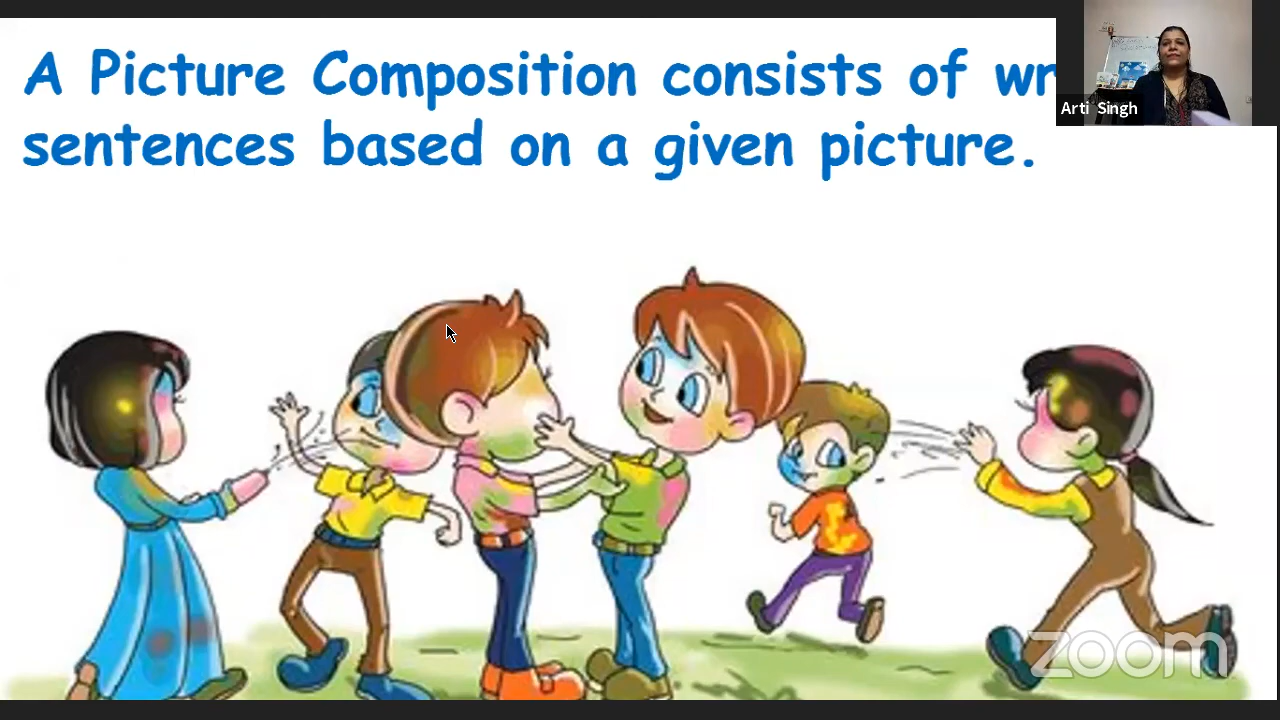 A Picture Composition consists of wr
sentences based on a given picture.
Arti Singh
zoom